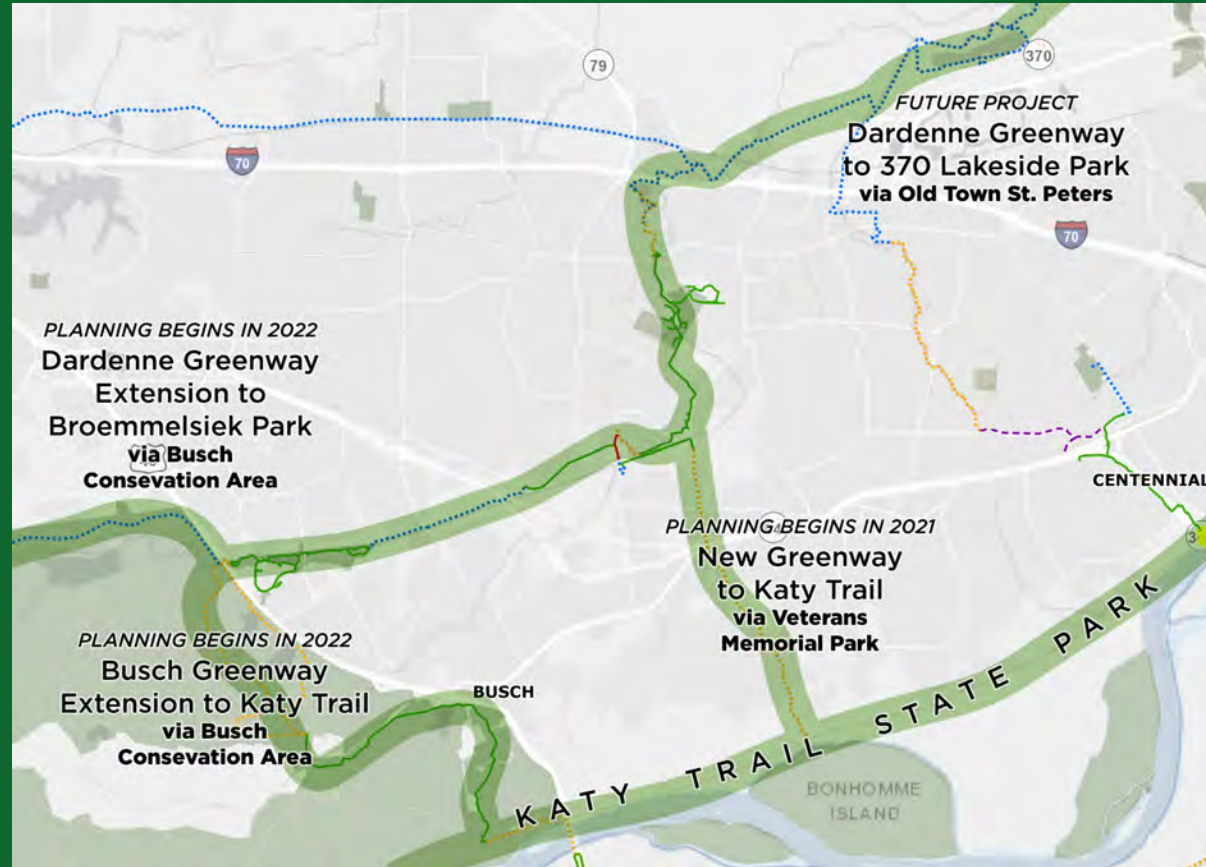 79
370
FUTURE PROJECT
Dardenne Greenway
to 370 Lakeside Park
via Old Town St. Peters
70
70
PLANNING BEGINS IN 2022
Dardenne Greenway
Extension to
Broemmelsiek Park
via Busch
Consevation Area
CENTENNIAL
PLANNING BEGINS IN 2021
New Greenway
to Katy Trail
via Veterans
Memorial Park
PLANNING BEGINS IN 2022
Busch Greenway
Extension to Katy Trail
via Busch
Consevation Area
BUSCH
KATY TRAIL STATE PARK
BONHOMME
ISLAND